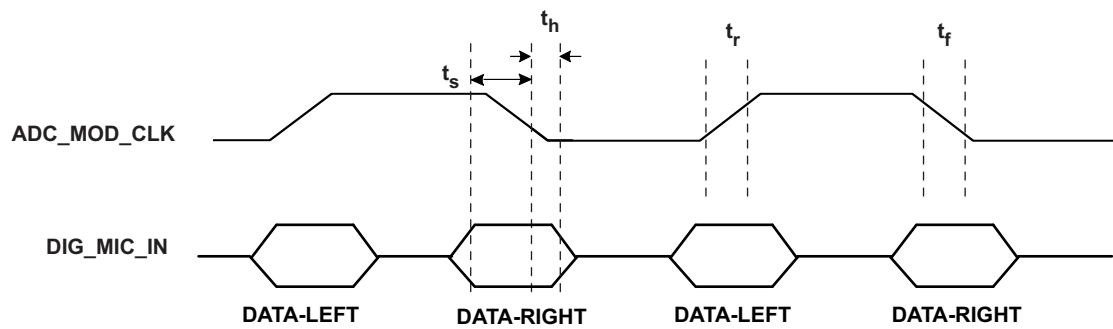 t_h
t_r
t_f
t_s
ADC_MOD_CLK
DIG_MIC_IN
DATA-LEFT
DATA-RIGHT
DATA-LEFT
DATA-RIGHT